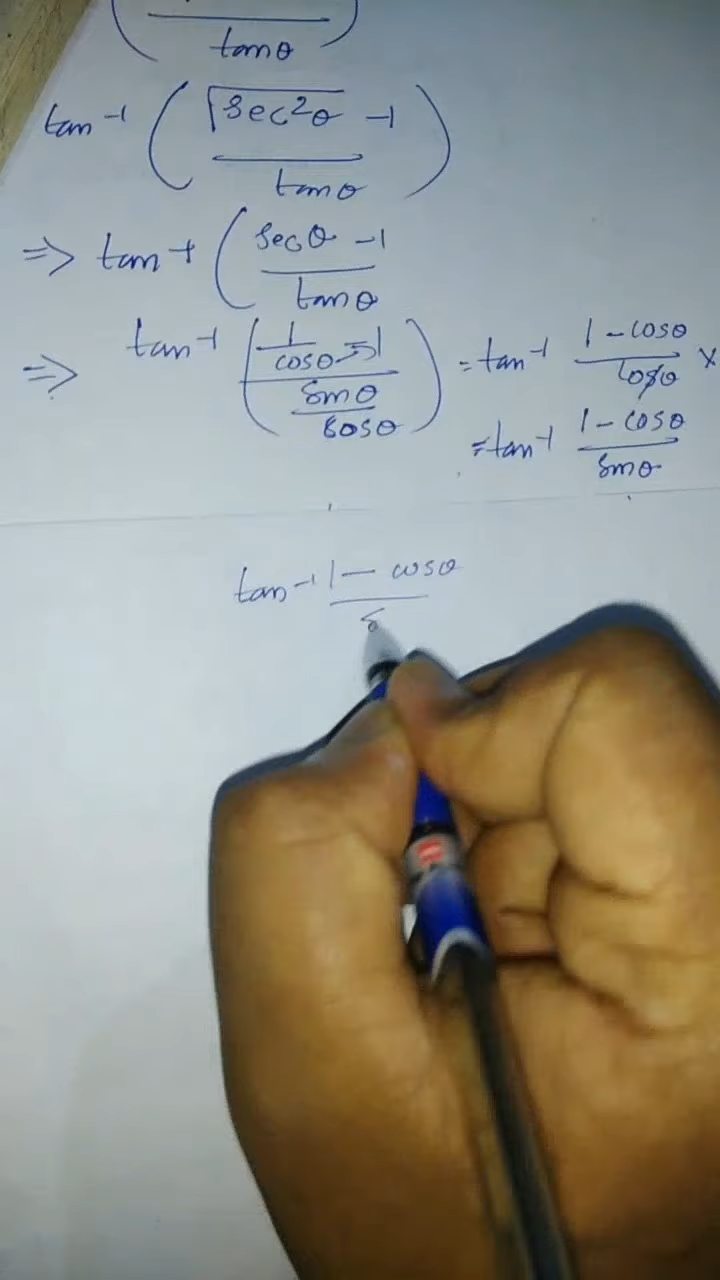 tanθ
tan⁻¹ ( √sec²θ - 1 / tanθ )
⇒ tan⁻¹ ( secθ - 1 / tanθ
⇒ tan⁻¹ ( 1/cosθ - 1 / sinθ/cosθ ) = tan⁻¹ 1 - cosθ / cosθ ×
= tan⁻¹ 1 - cosθ / sinθ
tan⁻¹ 1 - cosθ / s